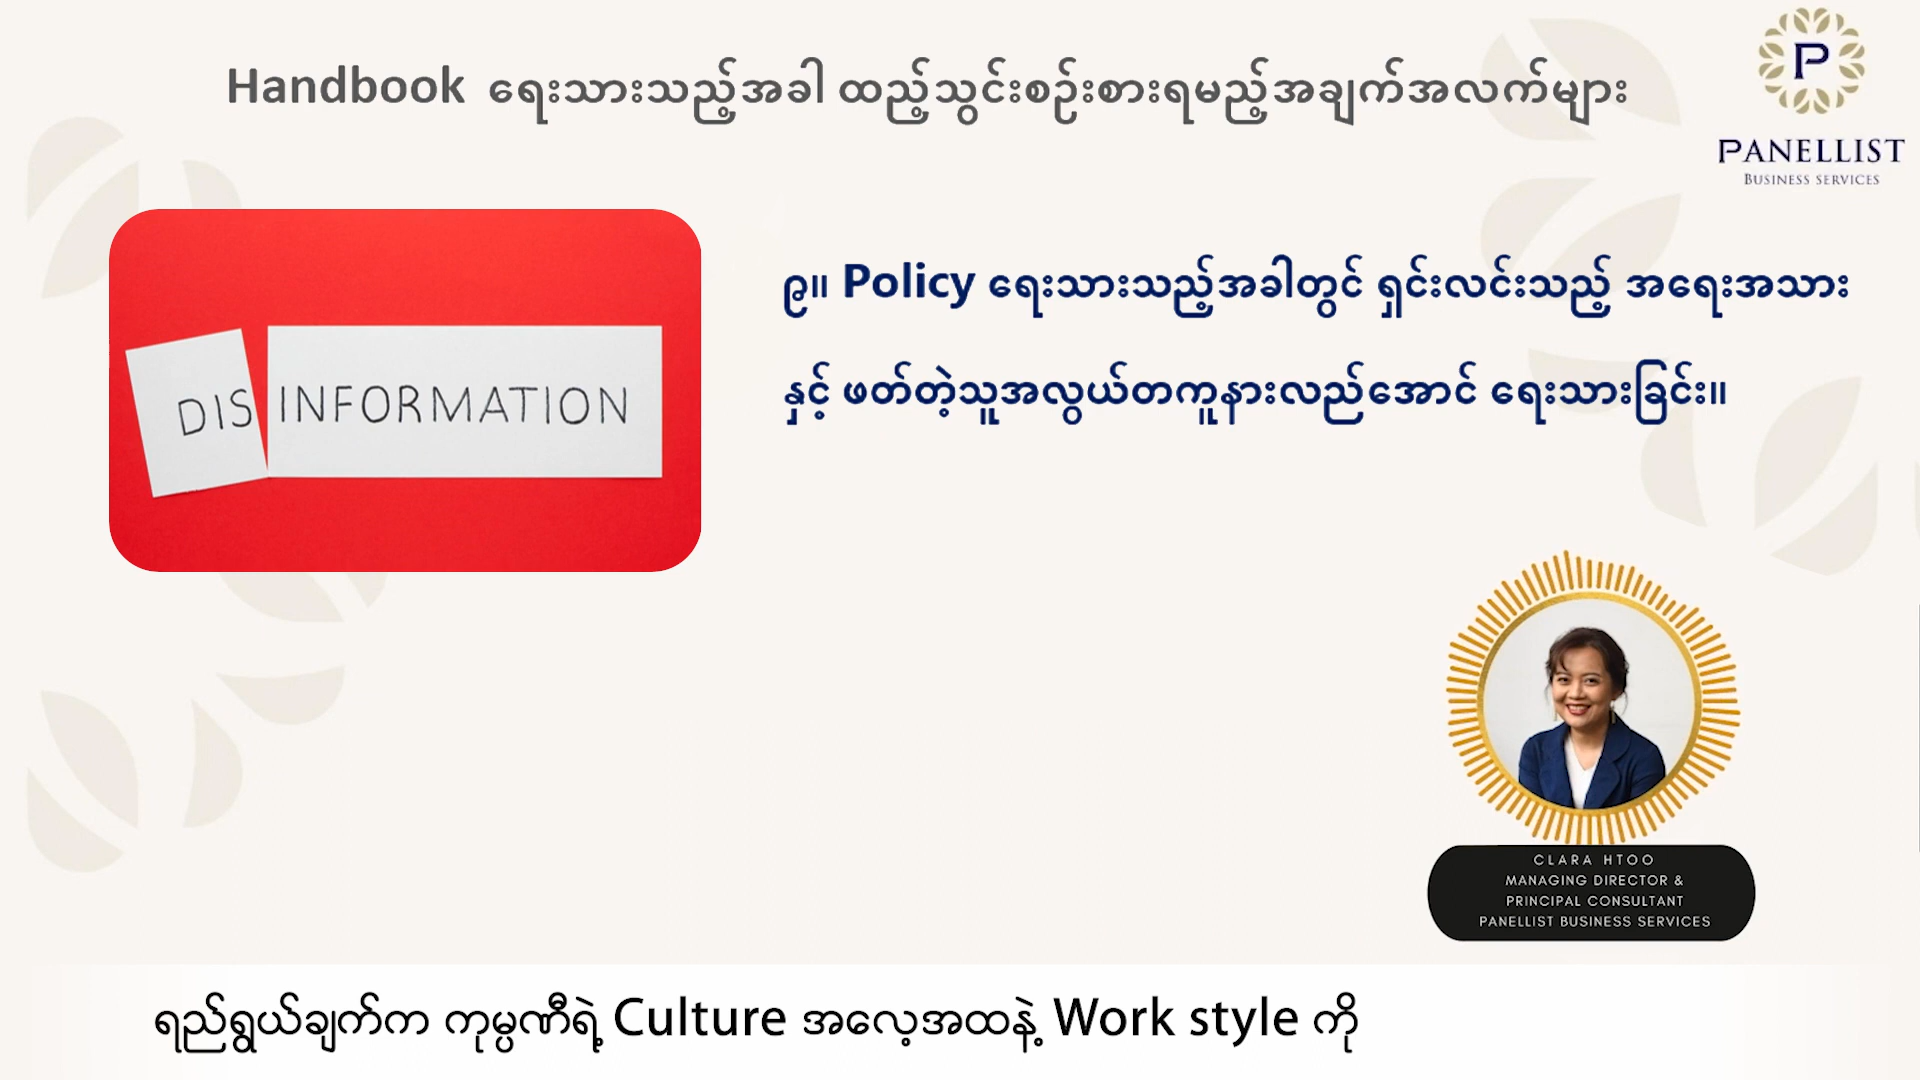 Handbook ရေးသားသည့်အခါ ထည့်သွင်းစဉ်းစားရမည့်အချက်အလက်များ
P
PANELLIST
BUSINESS SERVICES
DIS INFORMATION
၉။ Policy ရေးသားသည့်အခါတွင် ရှင်းလင်းသည့် အရေးအသား
နှင့် ဖတ်တဲ့သူအလွယ်တကူနားလည်အောင် ရေးသားခြင်း။
CLARA HTOO
MANAGING DIRECTOR &
PRINCIPAL CONSULTANT
PANELLIST BUSINESS SERVICES
ရည်ရွယ်ချက်က ကုမ္ပဏီရဲ့ Culture အလေ့အထနဲ့ Work style ကို